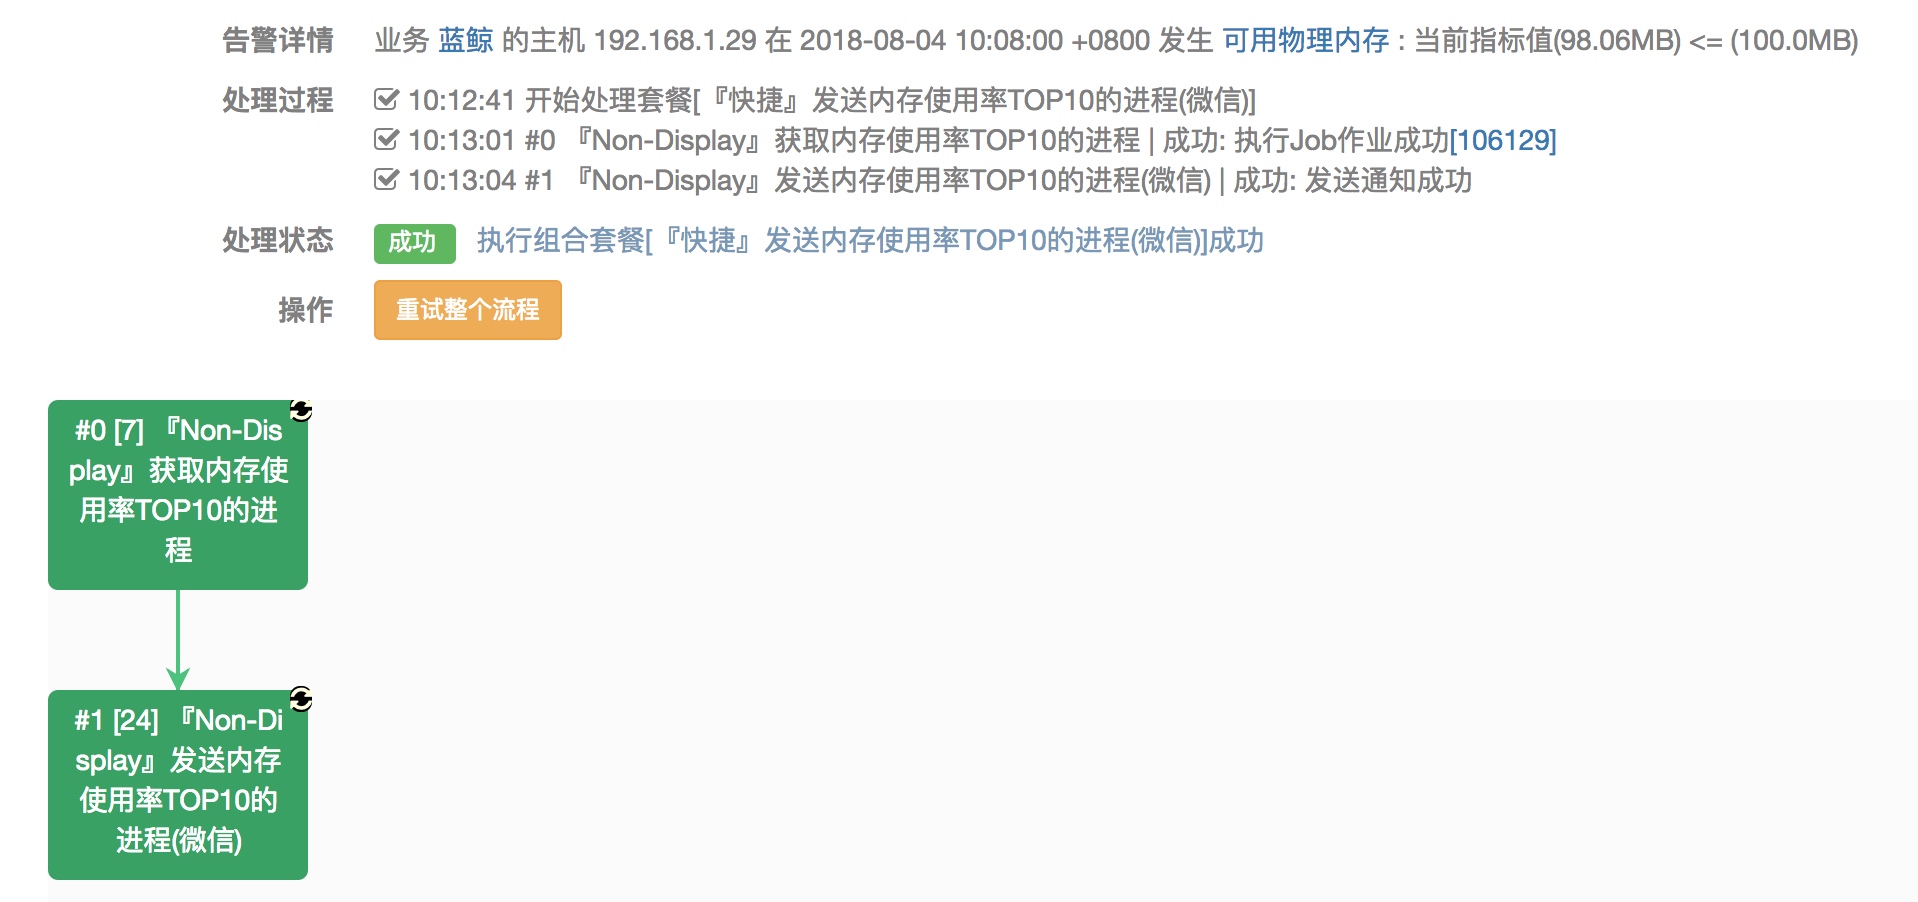 告警详情 业务 蓝鲸 的主机 192.168.1.29 在 2018-08-04 10:08:00 +0800 发生 可用物理内存 : 当前指标值(98.06MB) <= (100.0MB)
处理过程 10:12:41 开始处理套餐[『快捷』发送内存使用率TOP10的进程(微信)]
10:13:01 #0 『Non-Display』获取内存使用率TOP10的进程 | 成功: 执行Job作业成功[106129]
10:13:04 #1 『Non-Display』发送内存使用率TOP10的进程(微信) | 成功: 发送通知成功
处理状态 成功 执行组合套餐[『快捷』发送内存使用率TOP10的进程(微信)]成功
操作 重试整个流程
#0 [7] 『Non-Dis
play』获取内存使
用率TOP10的进
程
#1 [24] 『Non-Di
splay』发送内存
使用率TOP10的
进程(微信)